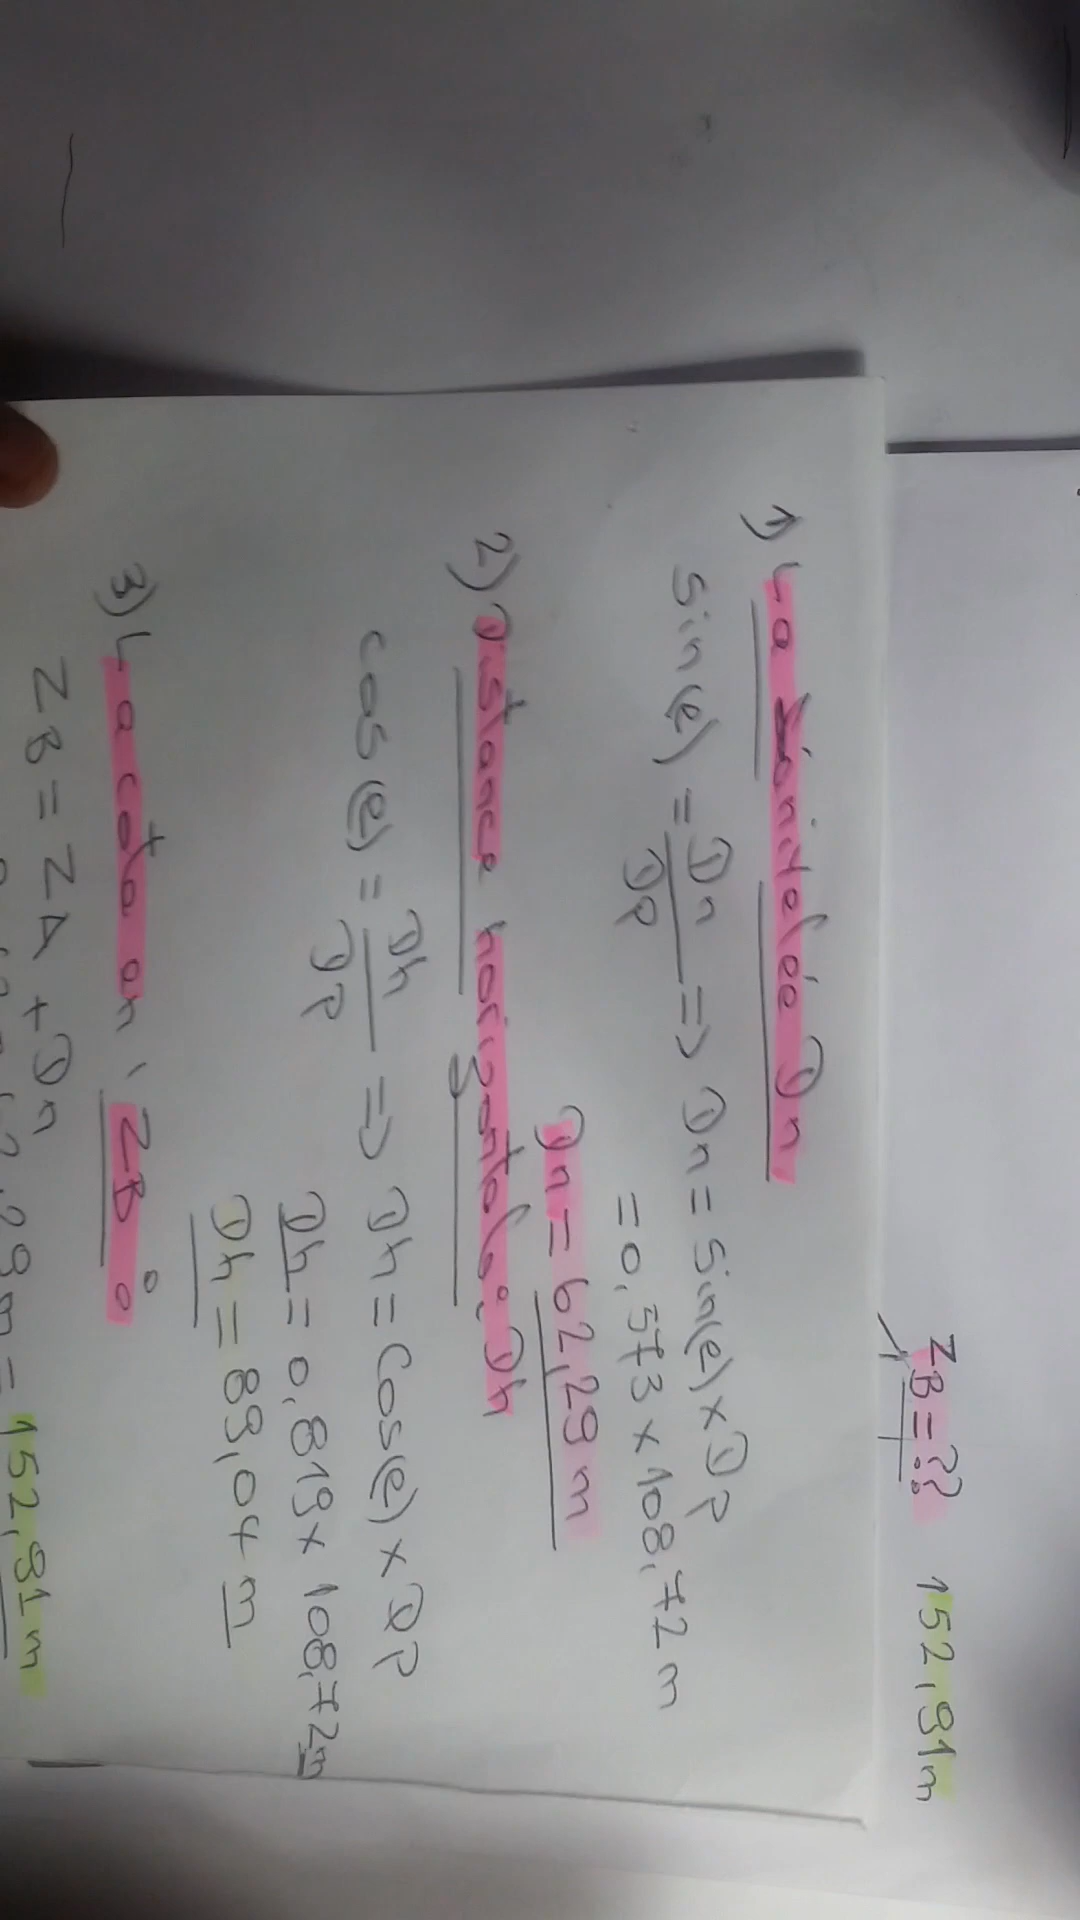 ZB=?? 152,91m
1) La Dénivelée Dn
Sin(e) = Dn/Dp => Dn = Sin(e) x Dp
= 0,573 x 108,72 m
Dn = 62,29 m
2) Distance horizontale: Dh
Cos(e) = Dh/Dp => Dh = Cos(e) x Dp
Dh = 0,819 x 108,72m
Dh = 89,04 m
3) La cote en ZB :
ZB = ZA + Dn
= 152,91m